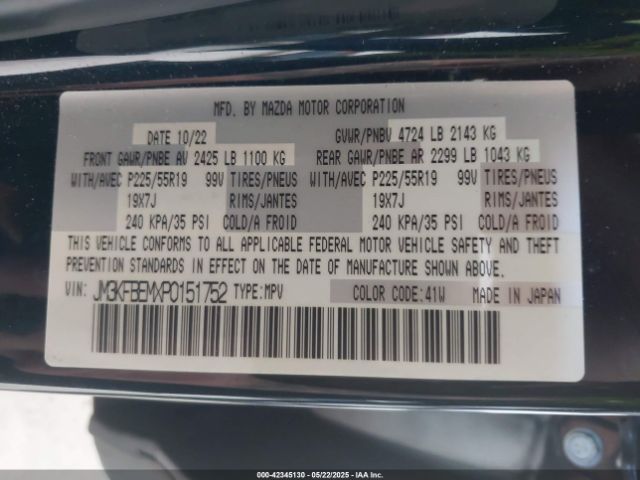 MFD. BY MAZDA MOTOR CORPORATION
DATE 10/22 GVWR/PNBV 4724 LB 2143 KG
FRONT GAWR/PNBE AV 2425 LB 1100 KG REAR GAWR/PNBE AR 2299 LB 1043 KG
WITH/AVEC P225/55R19 99V TIRES/PNEUS WITH/AVEC P225/55R19 99V TIRES/PNEUS
19X7J RIMS/JANTES 19X7J RIMS/JANTES
240 KPA/35 PSI COLD/A FROID 240 KPA/35 PSI COLD/A FROID
THIS VEHICLE CONFORMS TO ALL APPLICABLE FEDERAL MOTOR VEHICLE SAFETY AND THEFT
PREVENTION STANDARDS IN EFFECT ON THE DATE OF MANUFACTURE SHOWN ABOVE.
VIN: JM3KFBEMXP0151752 TYPE:MPV COLOR CODE:41W MADE IN JAPAN
000-42345130 - 05/22/2025 - IAA